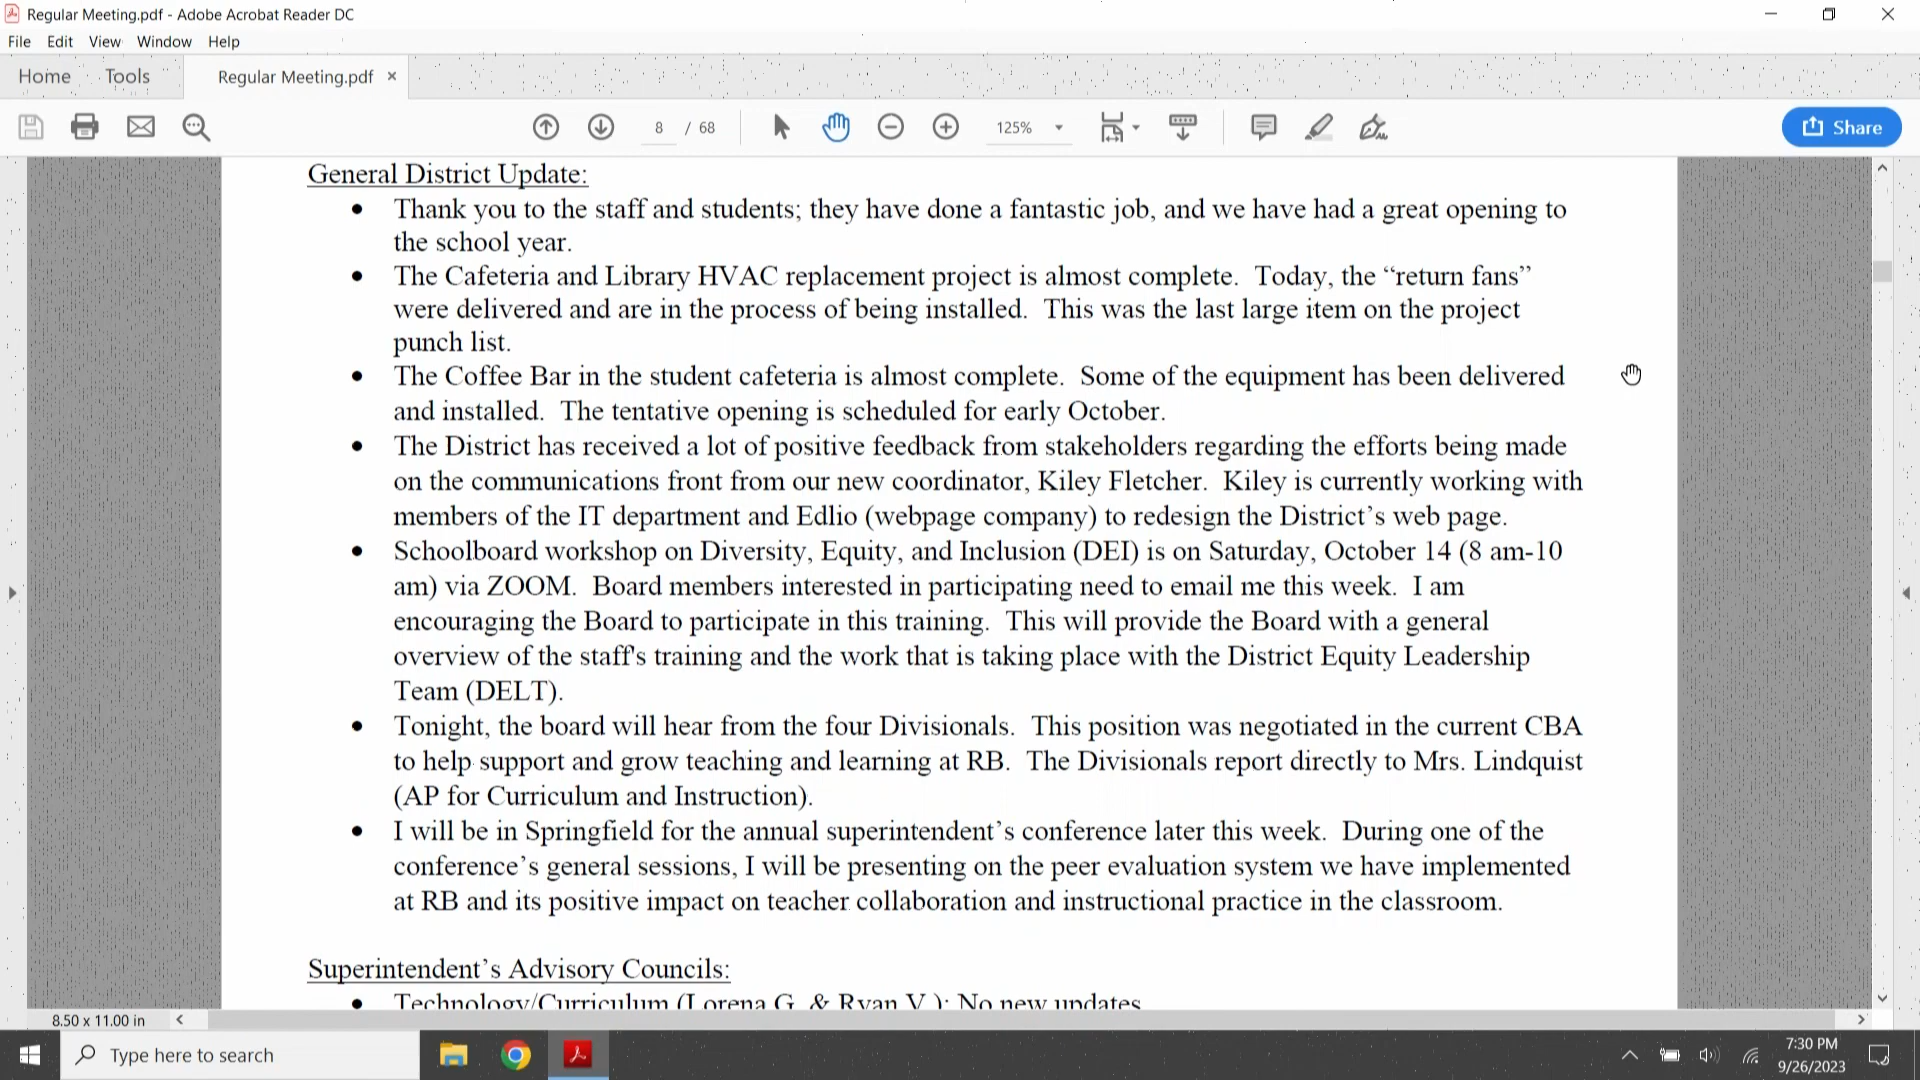 Regular Meeting.pdf - Adobe Acrobat Reader DC
File Edit View Window Help
Home Tools Regular Meeting.pdf ×
8 / 68 125% Share
General District Update:
• Thank you to the staff and students; they have done a fantastic job, and we have had a great opening to
the school year.
• The Cafeteria and Library HVAC replacement project is almost complete. Today, the “return fans”
were delivered and are in the process of being installed. This was the last large item on the project
punch list.
• The Coffee Bar in the student cafeteria is almost complete. Some of the equipment has been delivered
and installed. The tentative opening is scheduled for early October.
• The District has received a lot of positive feedback from stakeholders regarding the efforts being made
on the communications front from our new coordinator, Kiley Fletcher. Kiley is currently working with
members of the IT department and Edlio (webpage company) to redesign the District’s web page.
• Schoolboard workshop on Diversity, Equity, and Inclusion (DEI) is on Saturday, October 14 (8 am-10
am) via ZOOM. Board members interested in participating need to email me this week. I am
encouraging the Board to participate in this training. This will provide the Board with a general
overview of the staff's training and the work that is taking place with the District Equity Leadership
Team (DELT).
• Tonight, the board will hear from the four Divisionals. This position was negotiated in the current CBA
to help support and grow teaching and learning at RB. The Divisionals report directly to Mrs. Lindquist
(AP for Curriculum and Instruction).
• I will be in Springfield for the annual superintendent’s conference later this week. During one of the
conference’s general sessions, I will be presenting on the peer evaluation system we have implemented
at RB and its positive impact on teacher collaboration and instructional practice in the classroom.
Superintendent’s Advisory Councils:
• Technology/Curriculum (Lorena G. & Ryan V.): No new updates
8.50 x 11.00 in
Type here to search
7:30 PM
9/26/2023